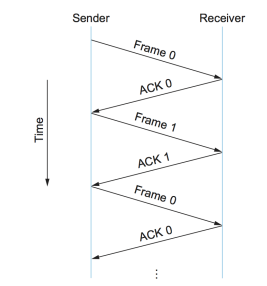 Sender Receiver
Frame 0
ACK 0
Frame 1
Time
ACK 1
Frame 0
ACK 0
⋮